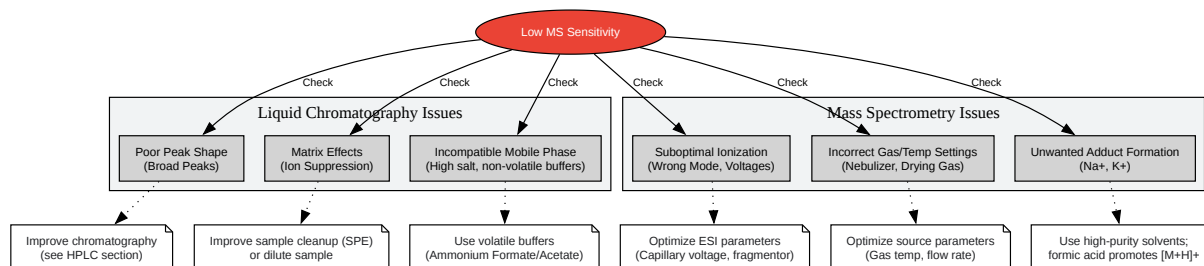 Low MS Sensitivity
Check
Check
Check
Check
Check
Check
Liquid Chromatography Issues
Mass Spectrometry Issues
Poor Peak Shape
(Broad Peaks)
Matrix Effects
(Ion Suppression)
Incompatible Mobile Phase
(High salt, non-volatile buffers)
Suboptimal Ionization
(Wrong Mode, Voltages)
Incorrect Gas/Temp Settings
(Nebulizer, Drying Gas)
Unwanted Adduct Formation
(Na+, K+)
Improve chromatography
(see HPLC section)
Improve sample cleanup (SPE)
or dilute sample
Use volatile buffers
(Ammonium Formate/Acetate)
Optimize ESI parameters
(Capillary voltage, fragmentor)
Optimize source parameters
(Gas temp, flow rate)
Use high-purity solvents;
formic acid promotes [M+H]+